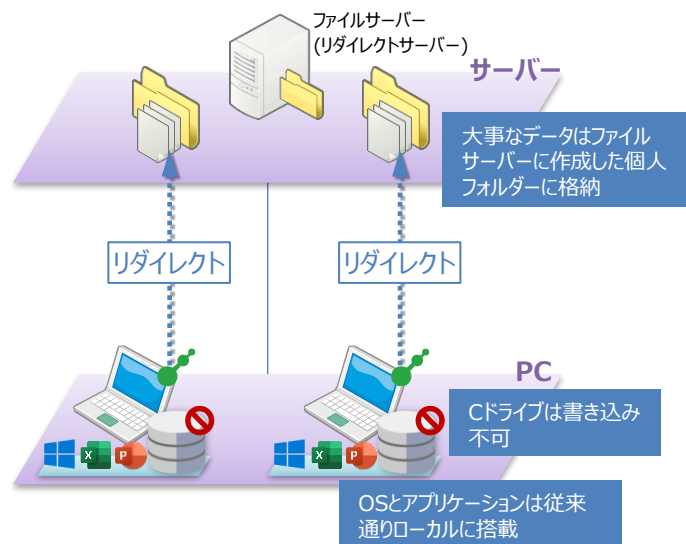 ファイルサーバー
(リダイレクトサーバー)
サーバー
大事なデータはファイル
サーバーに作成した個人
フォルダーに格納
リダイレクト
リダイレクト
PC
Cドライブは書き込み
不可
X
P
X
P
OSとアプリケーションは従来
通りローカルに搭載